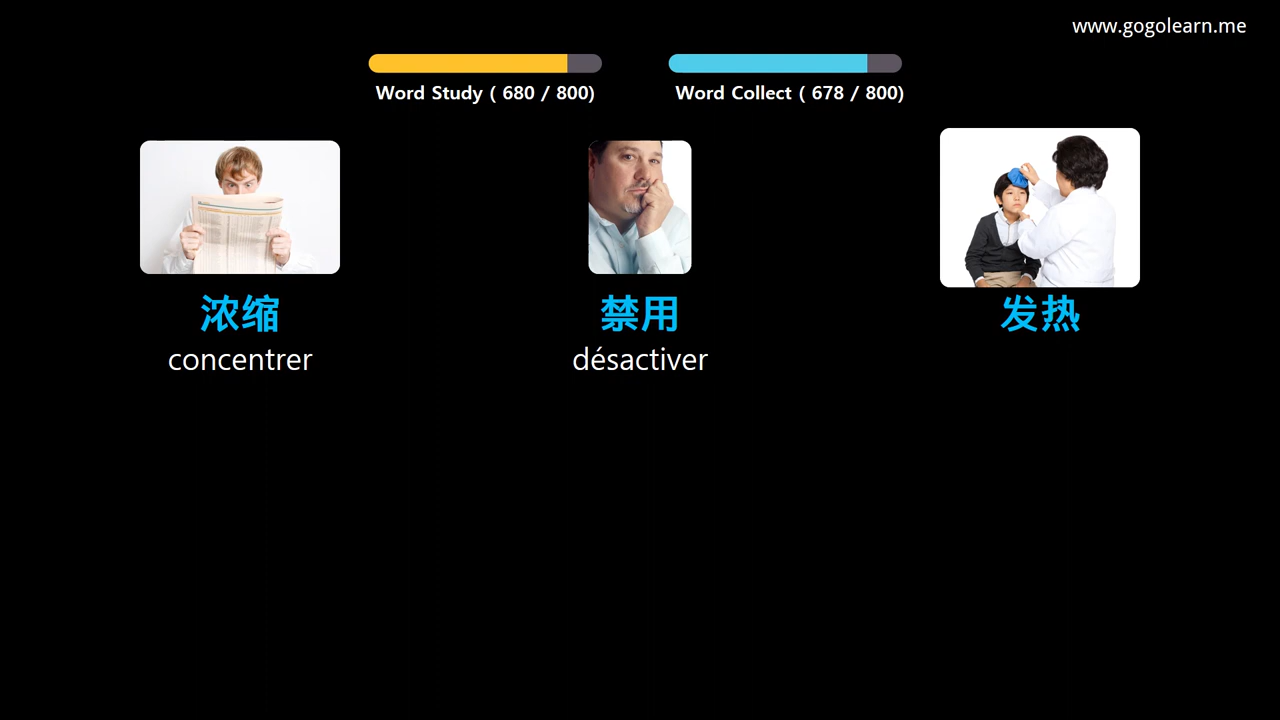 www.gogolearn.me
Word Study ( 680 / 800)
Word Collect ( 678 / 800)
浓缩
concentrer
禁用
désactiver
发热